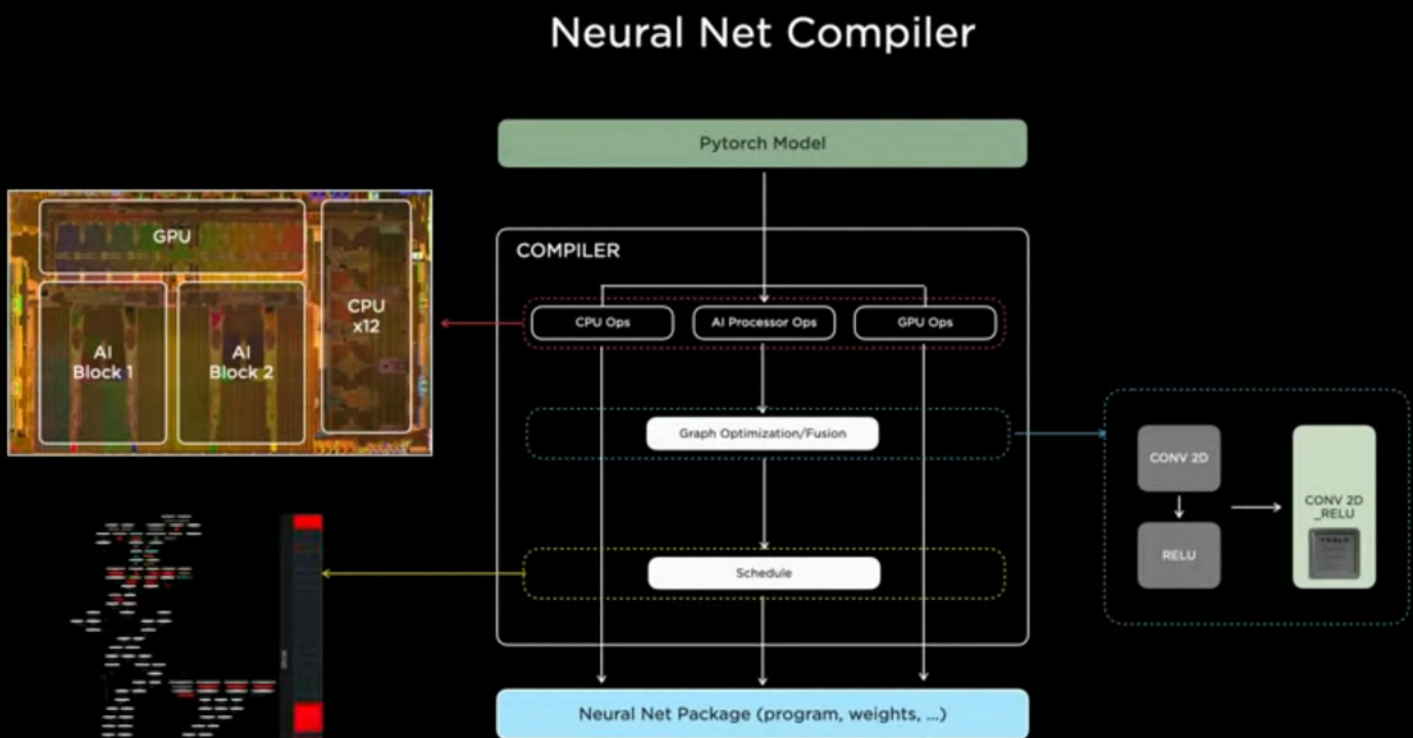 Neural Net Compiler
Pytorch Model
COMPILER
CPU Ops
AI Processor Ops
GPU Ops
Graph Optimization/Fusion
Schedule
Neural Net Package (program, weights, ...)
GPU
CPU
x12
AI
Block 1
AI
Block 2
CONV 2D
RELU
CONV 2D
_RELU
TESLA